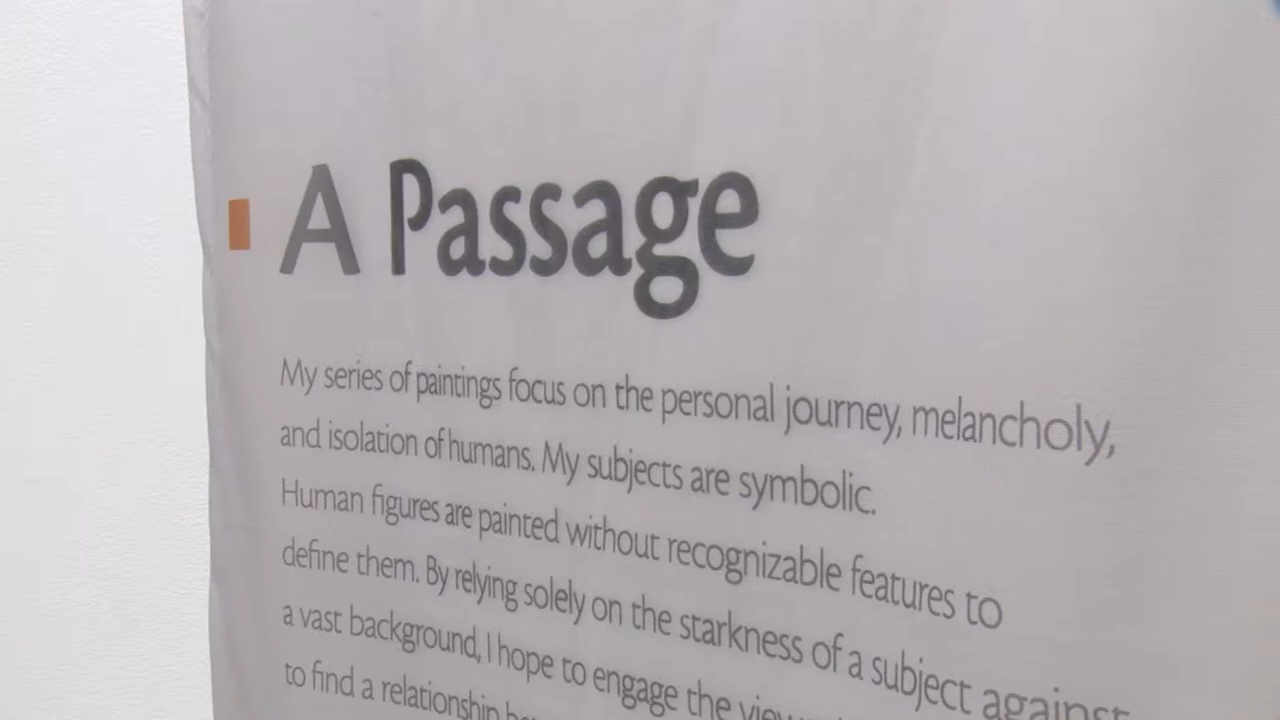 A Passage
My series of paintings focus on the personal journey, melancholy,
and isolation of humans. My subjects are symbolic.
Human figures are painted without recognizable features to
define them. By relying solely on the starkness of a subject against
a vast background, I hope to engage the
to find a relationship